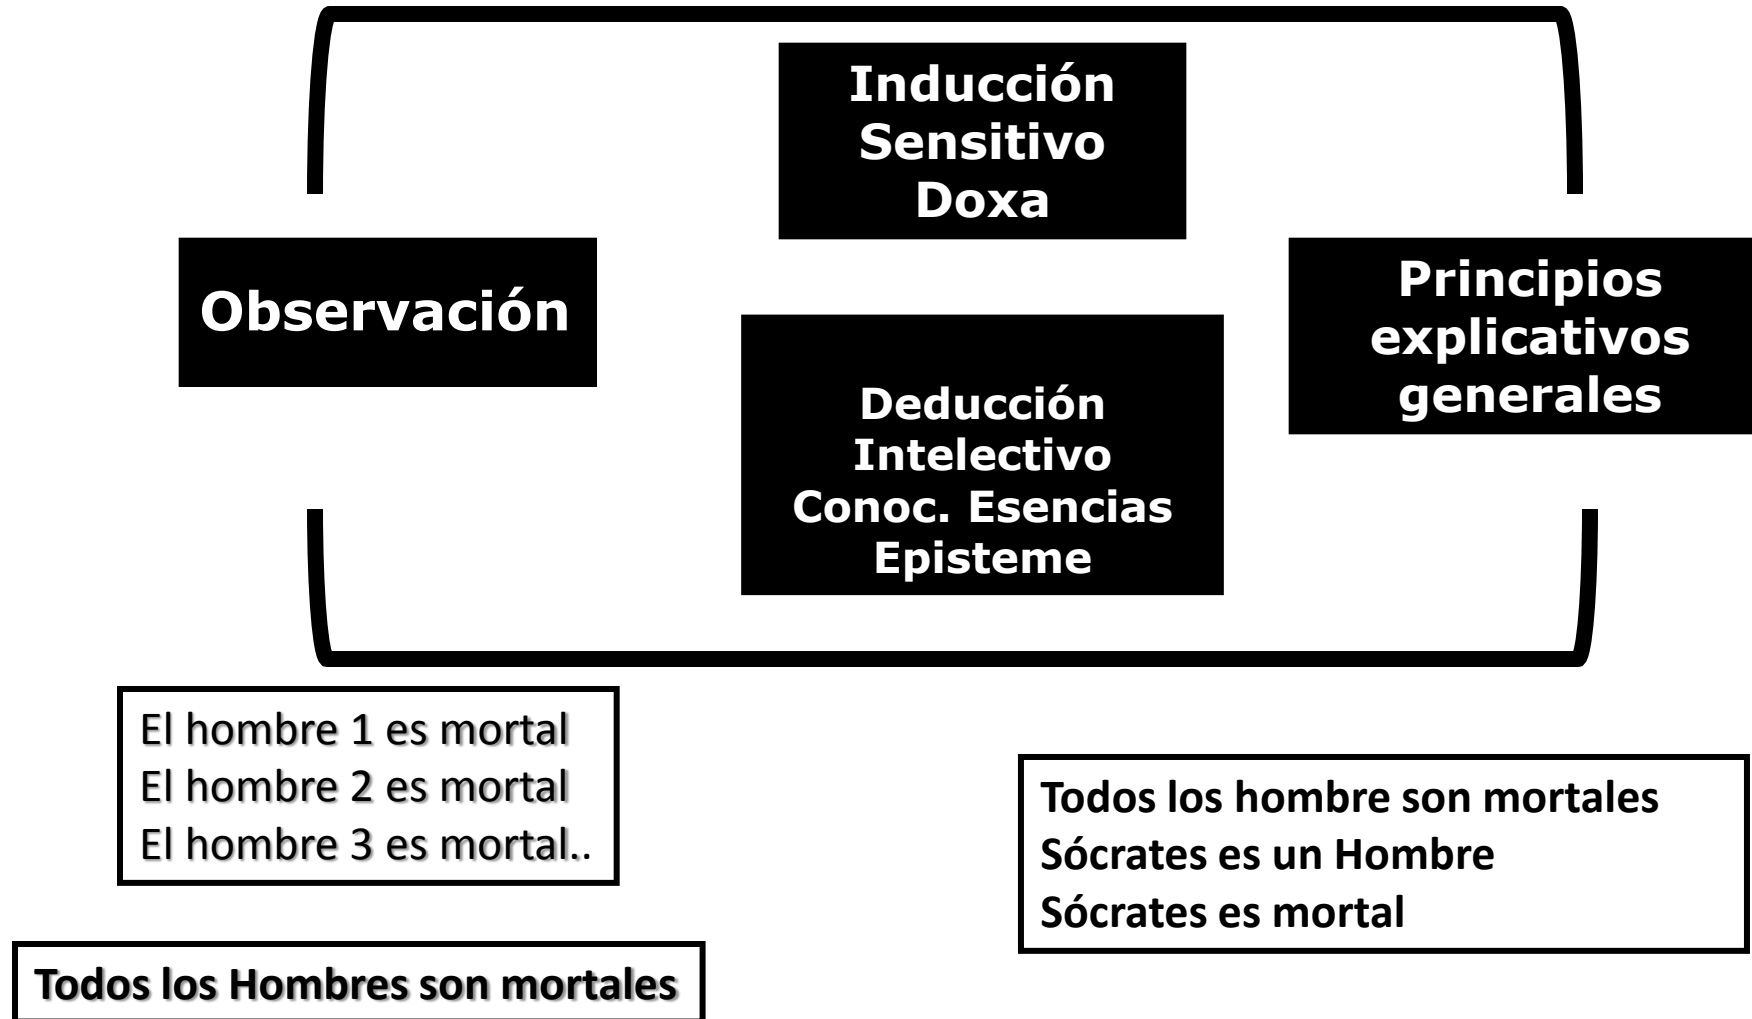 Inducción
Sensitivo
Doxa
Observación
Principios
explicativos
generales
Deducción
Intelectivo
Conoc. Esencias
Episteme
El hombre 1 es mortal
El hombre 2 es mortal
El hombre 3 es mortal..
Todos los Hombres son mortales
Todos los hombre son mortales
Sócrates es un Hombre
Sócrates es mortal